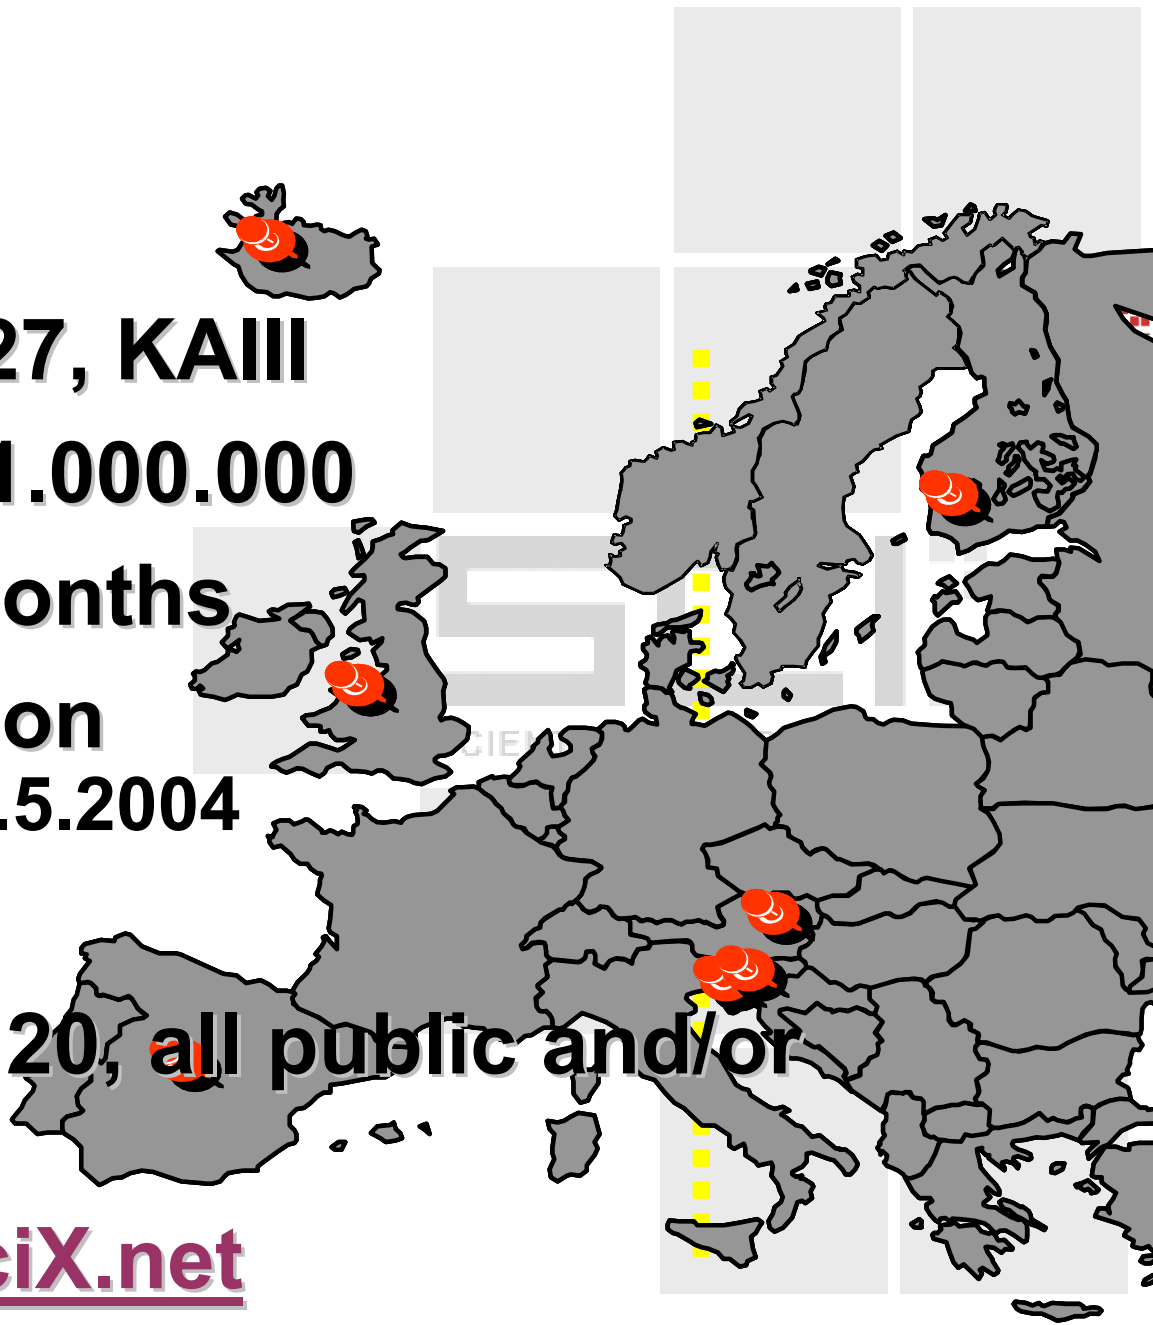 27, KAIII
1.000.000
onths
on
.5.2004
20, all public and/or
ciX.net